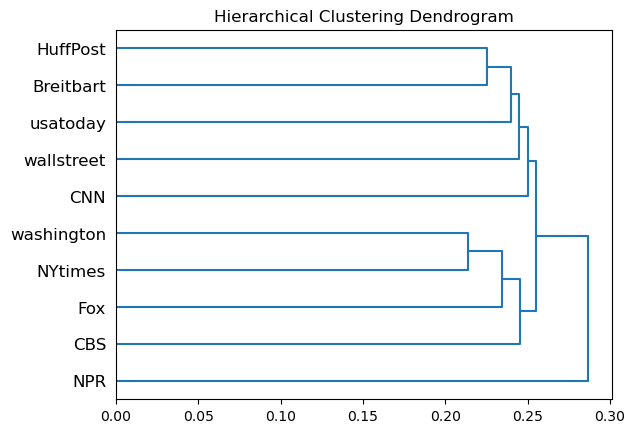 Hierarchical Clustering Dendrogram
HuffPost
Breitbart
usatoday
wallstreet
CNN
washington
NYtimes
Fox
CBS
NPR
0.00 0.05 0.10 0.15 0.20 0.25 0.30